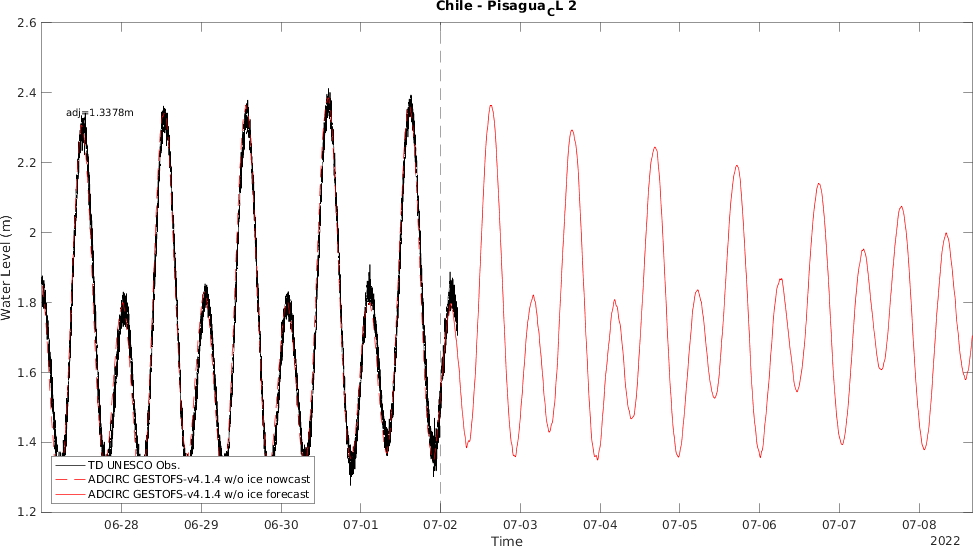 Chile - Pisagua_CL 2
2.6
2.4
2.2
2
1.8
1.6
1.4
1.2
Water Level (m)
adj=1.3378m
TD UNESCO Obs.
ADCIRC GESTOFS-v4.1.4 w/o ice nowcast
ADCIRC GESTOFS-v4.1.4 w/o ice forecast
06-28 06-29 06-30 07-01 07-02 07-03 07-04 07-05 07-06 07-07 07-08
Time
2022